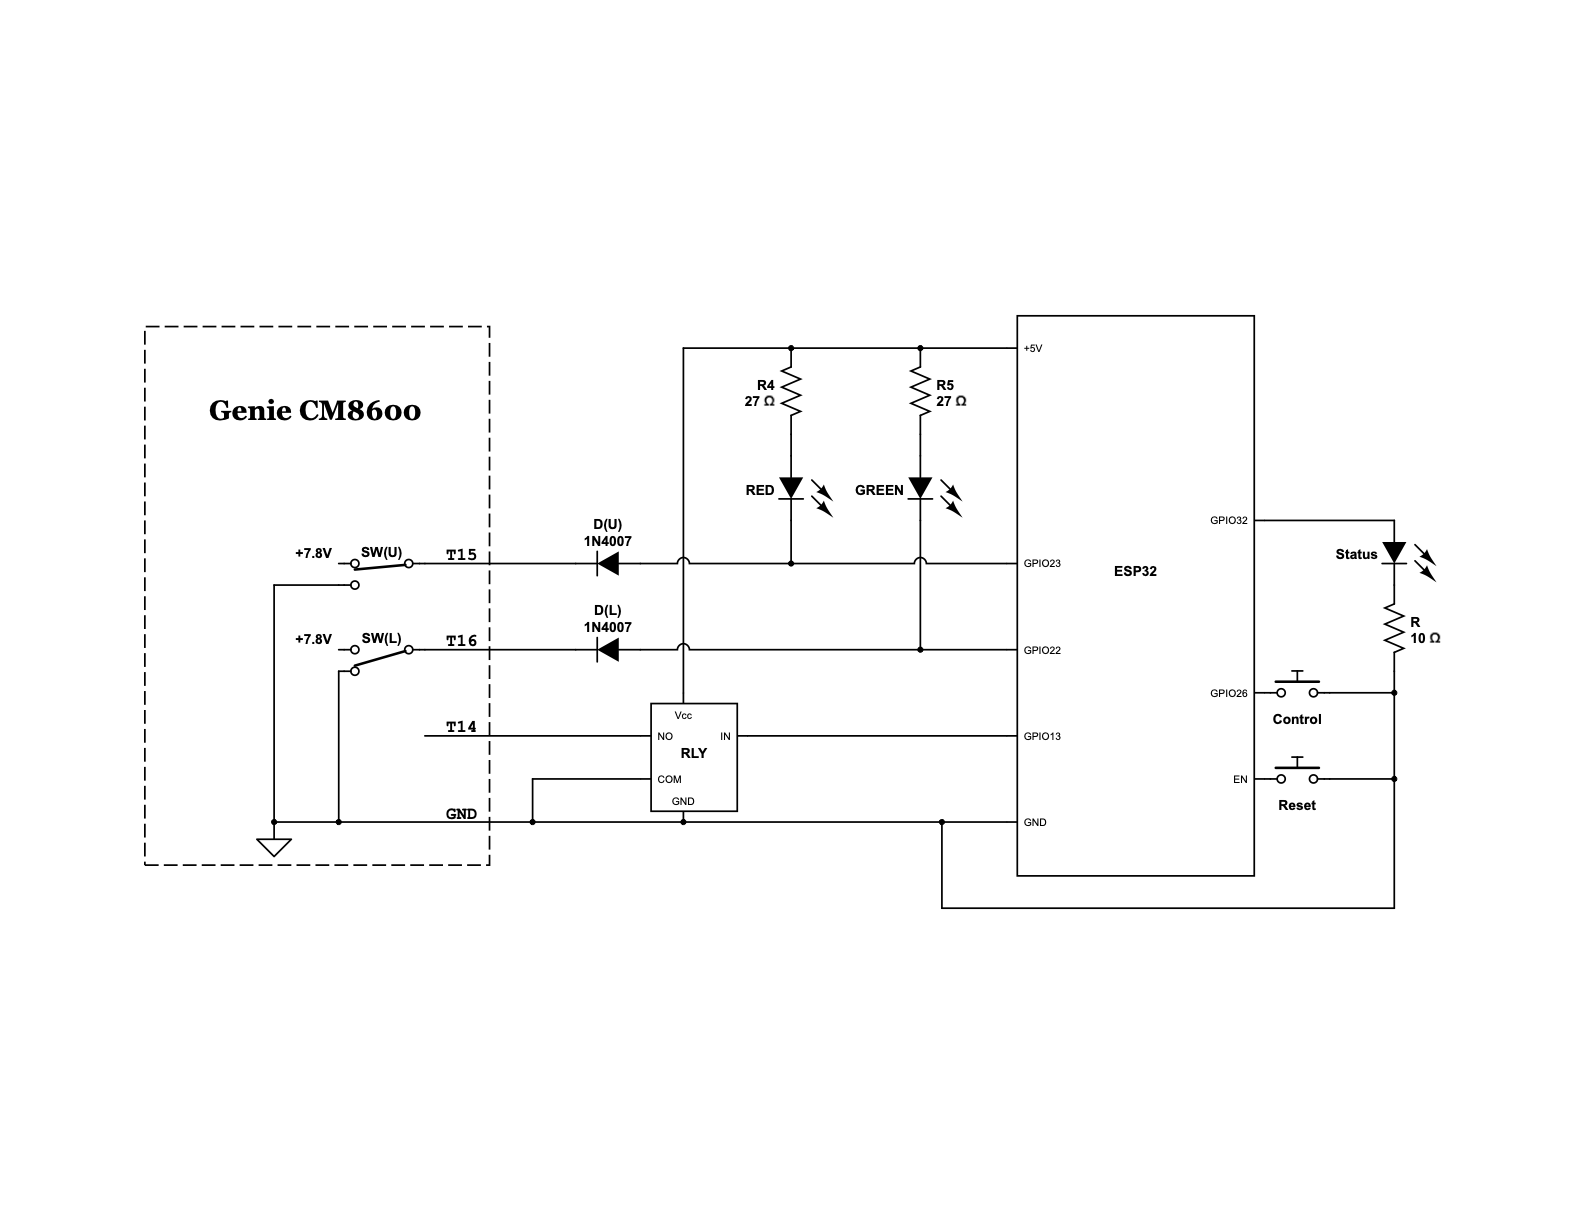 Genie CM8600
+7.8V
SW(U)
T15
+7.8V
SW(L)
T16
T14
GND
D(U)
1N4007
D(L)
1N4007
R4
27 Ω
R5
27 Ω
RED
GREEN
Vcc
NO
IN
RLY
COM
GND
+5V
GPIO23
GPIO22
GPIO13
GND
ESP32
GPIO32
GPIO26
EN
Status
R
10 Ω
Control
Reset